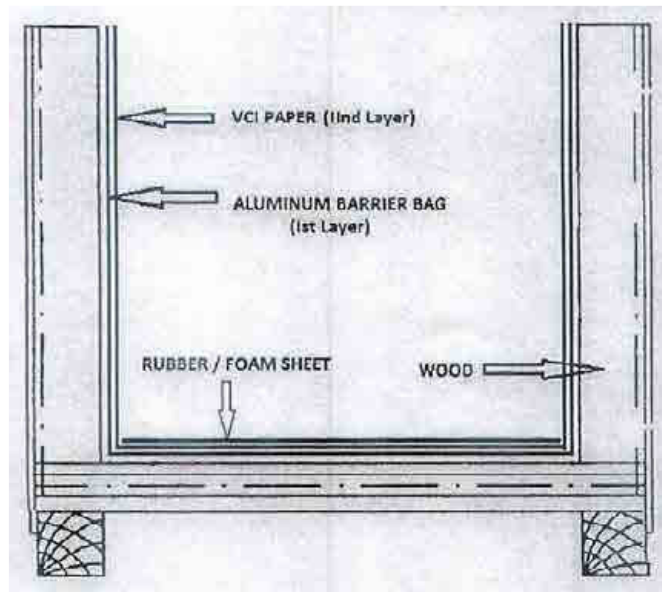 VCI PAPER (IInd Layer)
ALUMINUM BARRIER BAG
(Ist Layer)
RUBBER / FOAM SHEET
WOOD